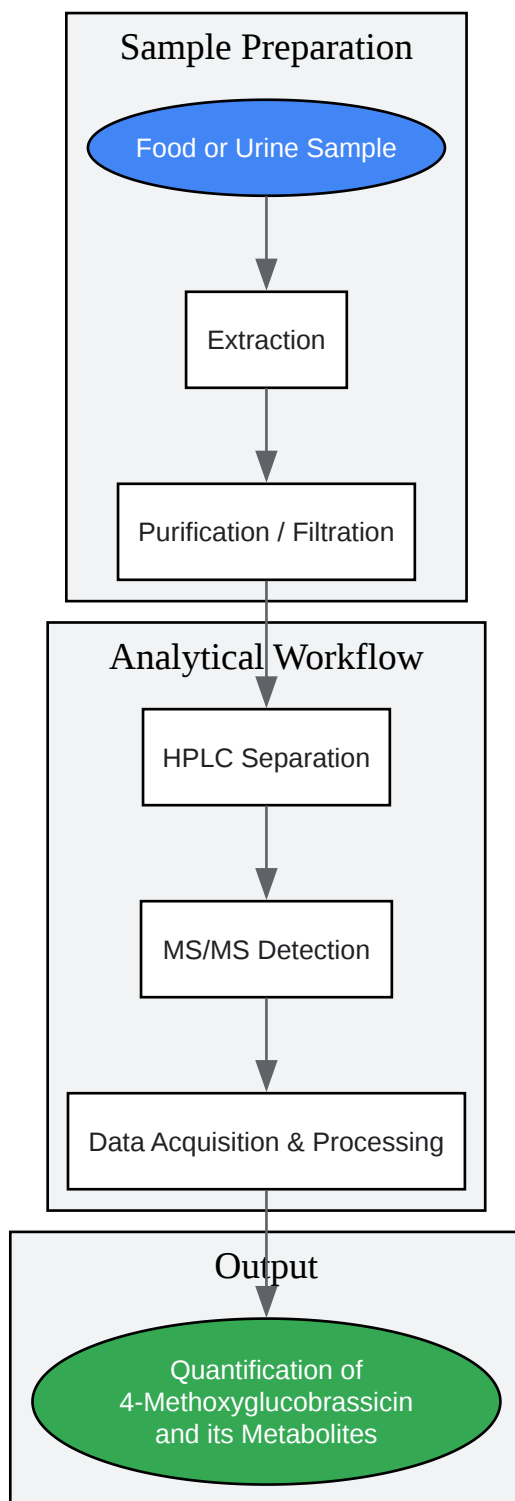 Sample Preparation
Food or Urine Sample
Extraction
Purification / Filtration
Analytical Workflow
HPLC Separation
MS/MS Detection
Data Acquisition & Processing
Output
Quantification of
4-Methoxyglucobrassicin
and its Metabolites